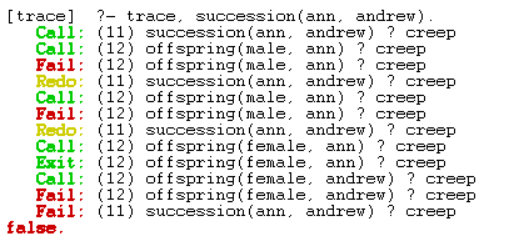 [trace]  ?- trace, succession(ann, andrew).
Call: (11) succession(ann, andrew) ? creep
Call: (12) offspring(male, ann) ? creep
Fail: (12) offspring(male, ann) ? creep
Redo: (11) succession(ann, andrew) ? creep
Call: (12) offspring(male, ann) ? creep
Fail: (12) offspring(male, ann) ? creep
Redo: (11) succession(ann, andrew) ? creep
Call: (12) offspring(female, ann) ? creep
Exit: (12) offspring(female, ann) ? creep
Call: (12) offspring(female, andrew) ? creep
Fail: (12) offspring(female, andrew) ? creep
Fail: (11) succession(ann, andrew) ? creep
false.